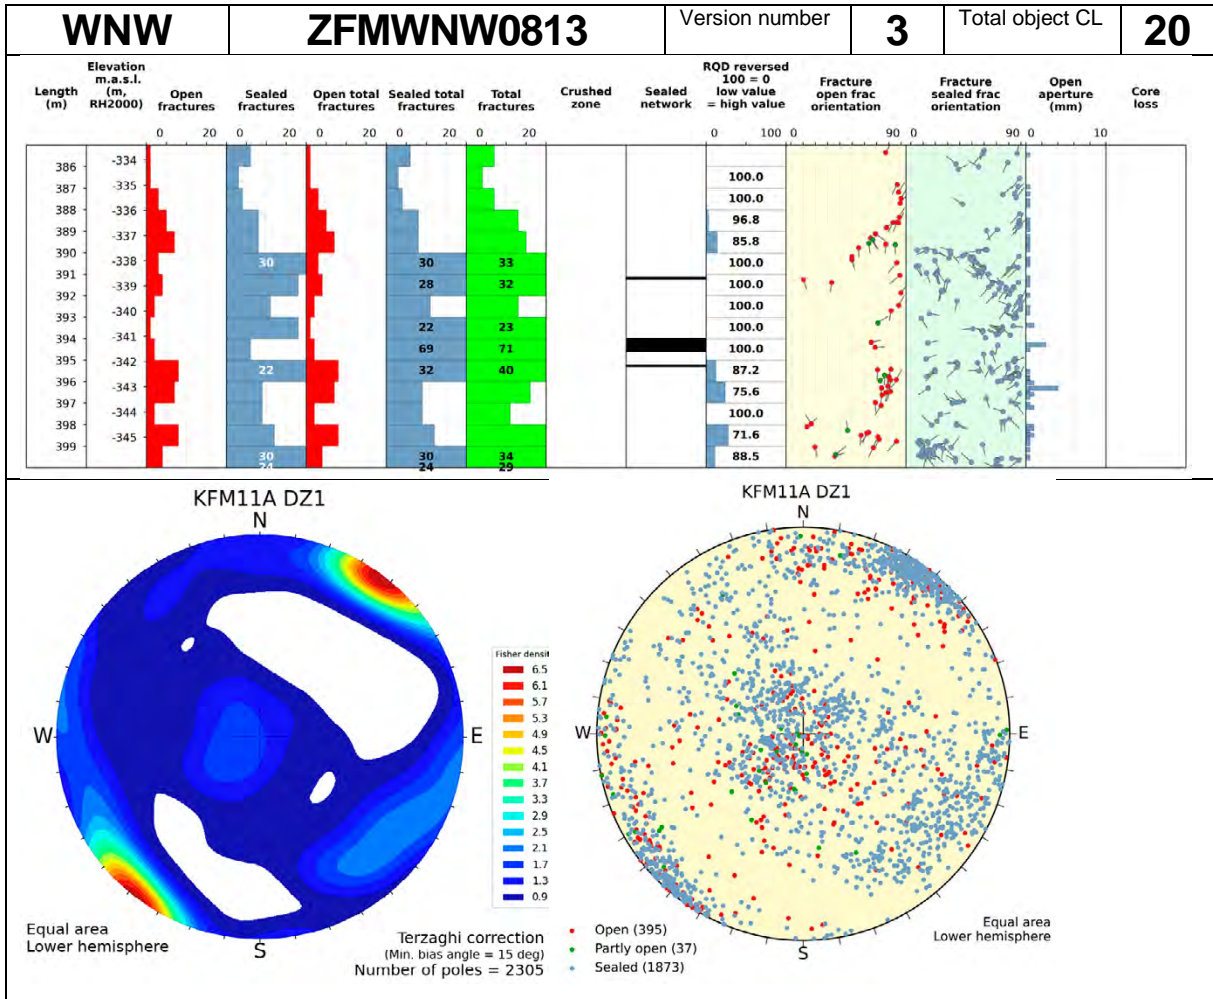 WNW ZFMWNW0813 Version number 3 Total object CL 20
Length (m)
Elevation m.a.s.l. (m, RH2000)
Open fractures
Sealed fractures
Open total fractures
Sealed total fractures
Total fractures
Crushed zone
Sealed network
RQD reversed 100 = 0 low value = high value
Fracture open frac orientation
Fracture sealed frac orientation
Open aperture (mm)
Core loss
0 20 0 20 0 20 0 20 0 20 0 100 0 90 0 90 0 10
-334
386 100.0
-335
387 100.0
-336
388 96.8
389 -337 85.8
390 -338 30 30 33 100.0
391 -339 28 32 100.0
392 -340 100.0
393 -341 22 23 100.0
394 69 71 100.0
395 -342 22 32 40 87.2
396 -343 75.6
397 -344 100.0
398 -345 71.6
399 30 30 34 88.5
24 24 29
KFM11A DZ1
N
W E
S
Fisher densit
6.5
6.1
5.7
5.3
4.9
4.5
4.1
3.7
3.3
2.9
2.5
2.1
1.7
1.3
0.9
Equal area
Lower hemisphere
Terzaghi correction
(Min. bias angle = 15 deg)
Number of poles = 2305
KFM11A DZ1
N
W E
S
Open (395)
Partly open (37)
Sealed (1873)
Equal area
Lower hemisphere